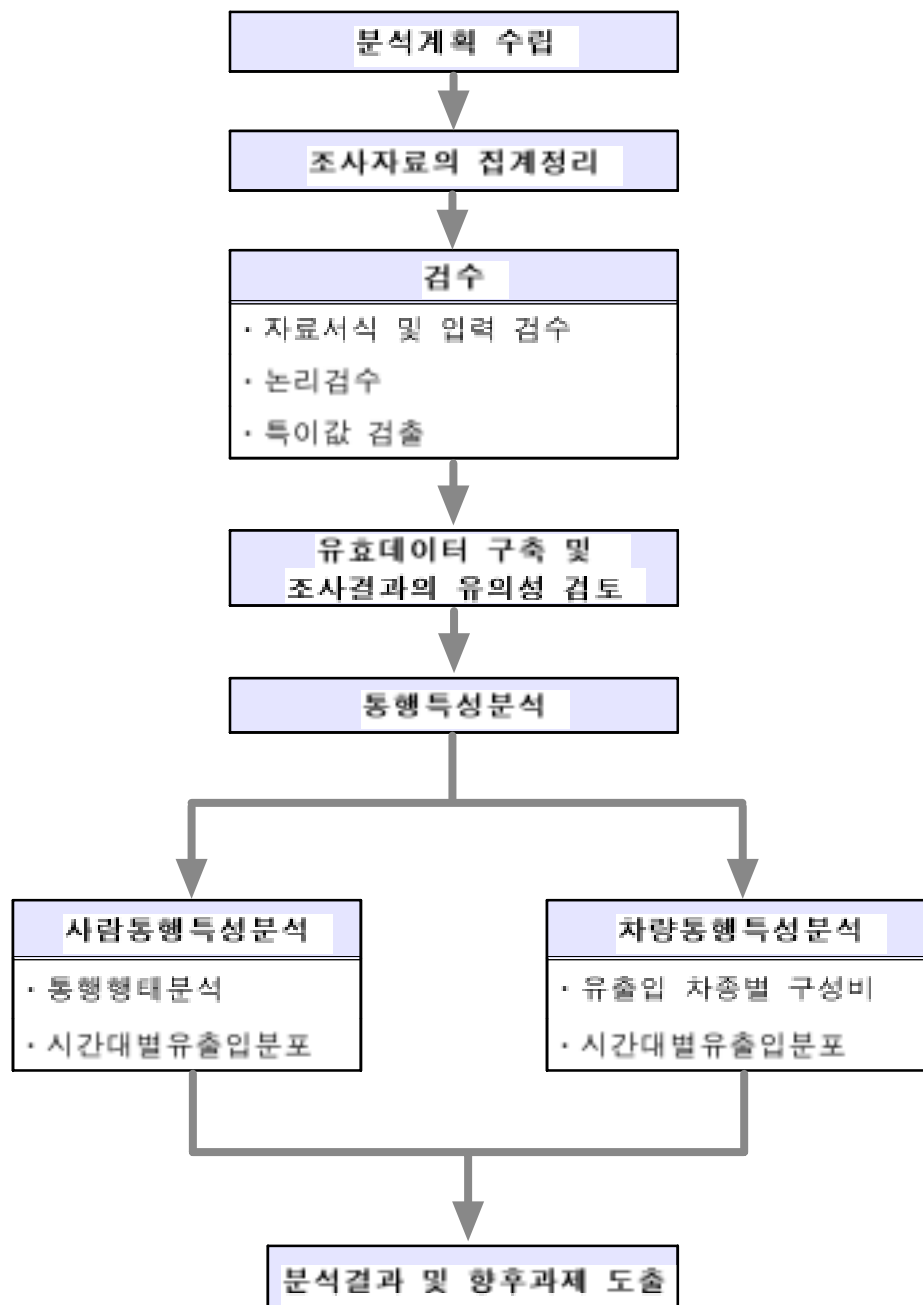 분석계획 수립
조사자료의 집계정리
검수
· 자료서식 및 입력 검수
· 논리검수
· 특이값 검출
유효데이터 구축 및
조사결과의 유의성 검토
통행특성분석
사람통행특성분석
· 통행행태분석
· 시간대별유출입분포
차량통행특성분석
· 유출입 차종별 구성비
· 시간대별유출입분포
분석결과 및 향후과제 도출